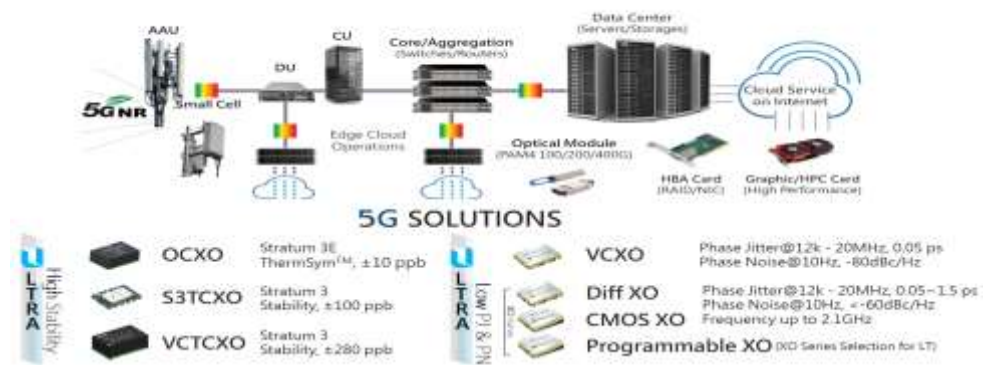 AAU
5G NR
Small Cell
DU
CU
Core/Aggregation
(Switches/Routers)
Edge Cloud
Operations
Data Center
(Servers/Storages)
Cloud Service
on Internet
Optical Module
(PAM4 100/200/400G)
HBA Card
(RAID/NIC)
Graphic/HPC Card
(High Performance)
5G SOLUTIONS
ULTRA
High Stability
OCXO
Stratum 3E
ThermSym™, ±10 ppb
S3TCXO
Stratum 3
Stability, ±100 ppb
VCTCXO
Stratum 3
Stability, ±280 ppb
ULTRA
Low PJ & PN
VCXO
Phase Jitter@12k - 20MHz, 0.05 ps
Phase Noise@10Hz, -80dBc/Hz
Diff XO
Phase Jitter@12k - 20MHz, 0.05~1.5 ps
Phase Noise@10Hz, <-60dBc/Hz
CMOS XO
Frequency up to 2.1GHz
Programmable XO (XO Series Selection for LT)